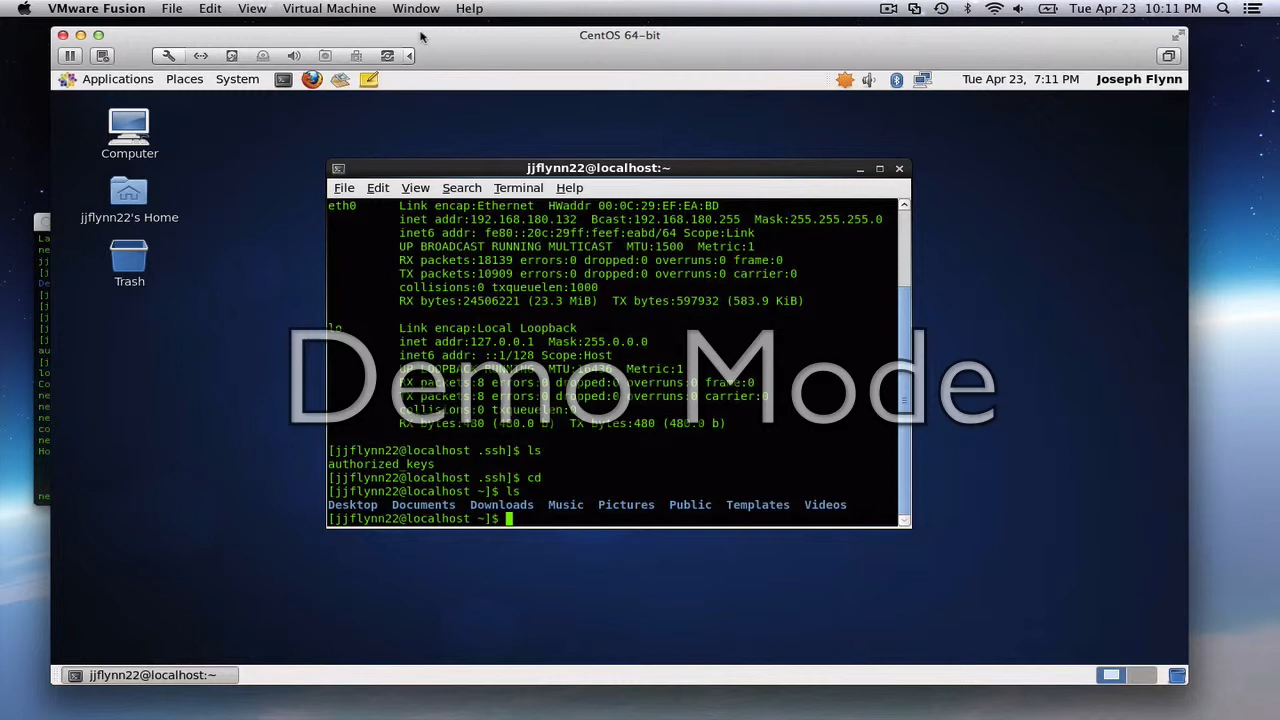 VMware Fusion File Edit View Virtual Machine Window Help Tue Apr 23 10:11 PM
CentOS 64-bit
Applications Places System Tue Apr 23, 7:11 PM Joseph Flynn
Computer
jjflynn22's Home
Trash
jjflynn22@localhost:~
File Edit View Search Terminal Help
eth0 Link encap:Ethernet HWaddr 00:0C:29:EF:EA:BD
inet addr:192.168.180.132 Bcast:192.168.180.255 Mask:255.255.255.0
inet6 addr: fe80::20c:29ff:feef:eabd/64 Scope:Link
UP BROADCAST RUNNING MULTICAST MTU:1500 Metric:1
RX packets:18139 errors:0 dropped:0 overruns:0 frame:0
TX packets:10909 errors:0 dropped:0 overruns:0 carrier:0
collisions:0 txqueuelen:1000
RX bytes:24506221 (23.3 MiB) TX bytes:597932 (583.9 KiB)
lo Link encap:Local Loopback
inet addr:127.0.0.1 Mask:255.0.0.0
inet6 addr: ::1/128 Scope:Host
UP LOOPBACK RUNNING MTU:16436 Metric:1
RX packets:8 errors:0 dropped:0 overruns:0 frame:0
TX packets:8 errors:0 dropped:0 overruns:0 carrier:0
collisions:0 txqueuelen:0
RX bytes:480 (480.0 b) TX bytes:480 (480.0 b)
Demo Mode
[jjflynn22@localhost .ssh]$ ls
authorized_keys
[jjflynn22@localhost .ssh]$ cd
[jjflynn22@localhost ~]$ ls
Desktop Documents Downloads Music Pictures Public Templates Videos
[jjflynn22@localhost ~]$
jjflynn22@localhost:~